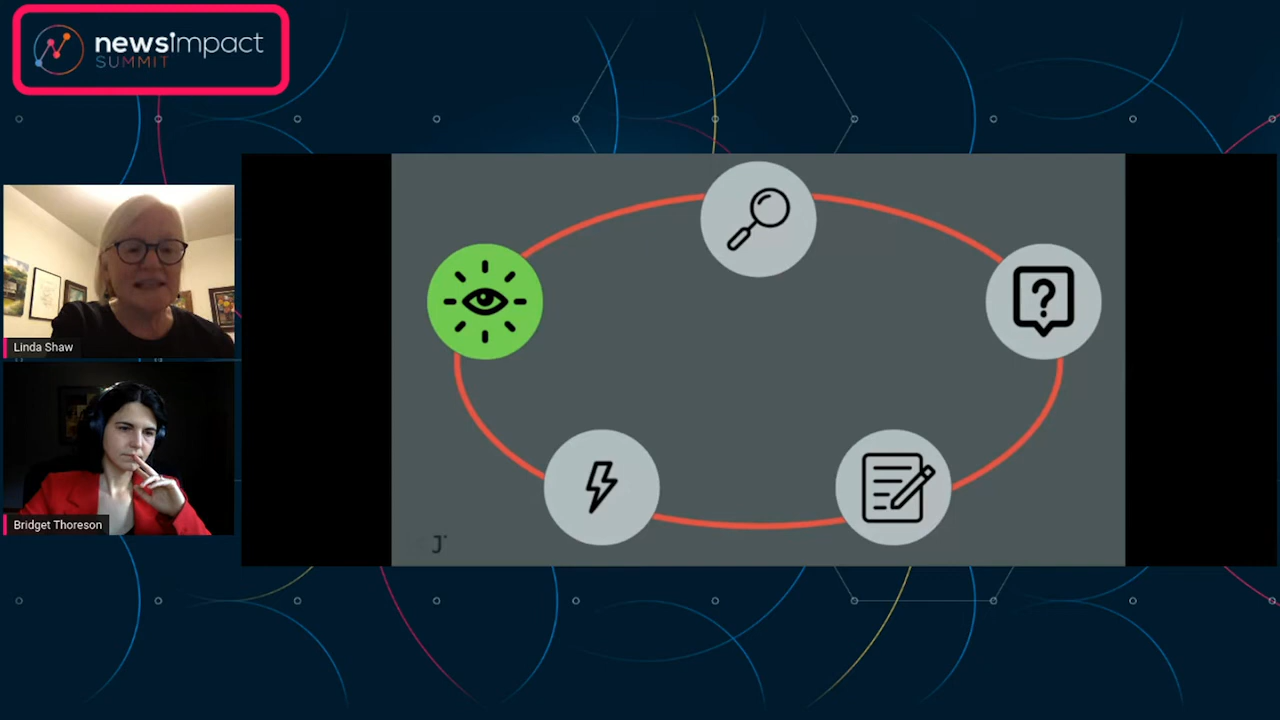 newsimpact
SUMMIT
Linda Shaw
Bridget Thoreson
?
J